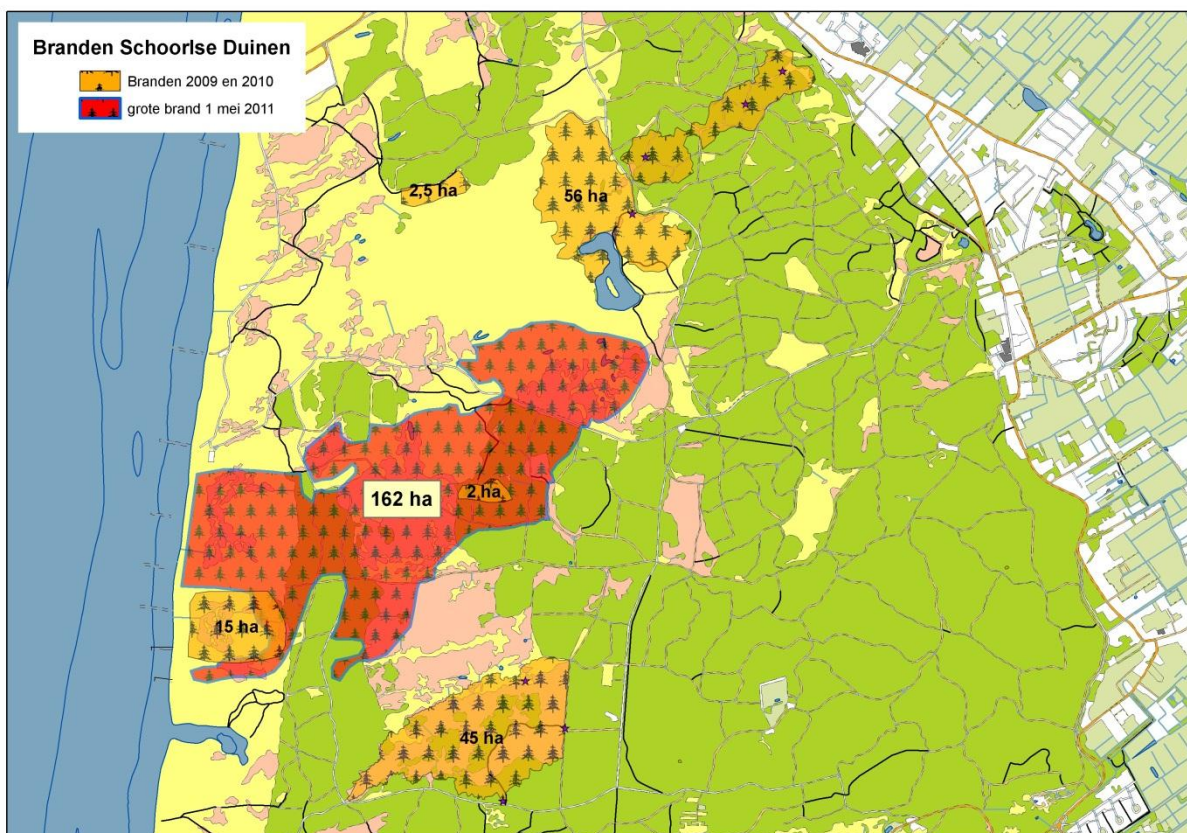 Branden Schoorlse Duinen
Branden 2009 en 2010
grote brand 1 mei 2011
2,5 ha
56 ha
162 ha
2 ha
15 ha
45 ha